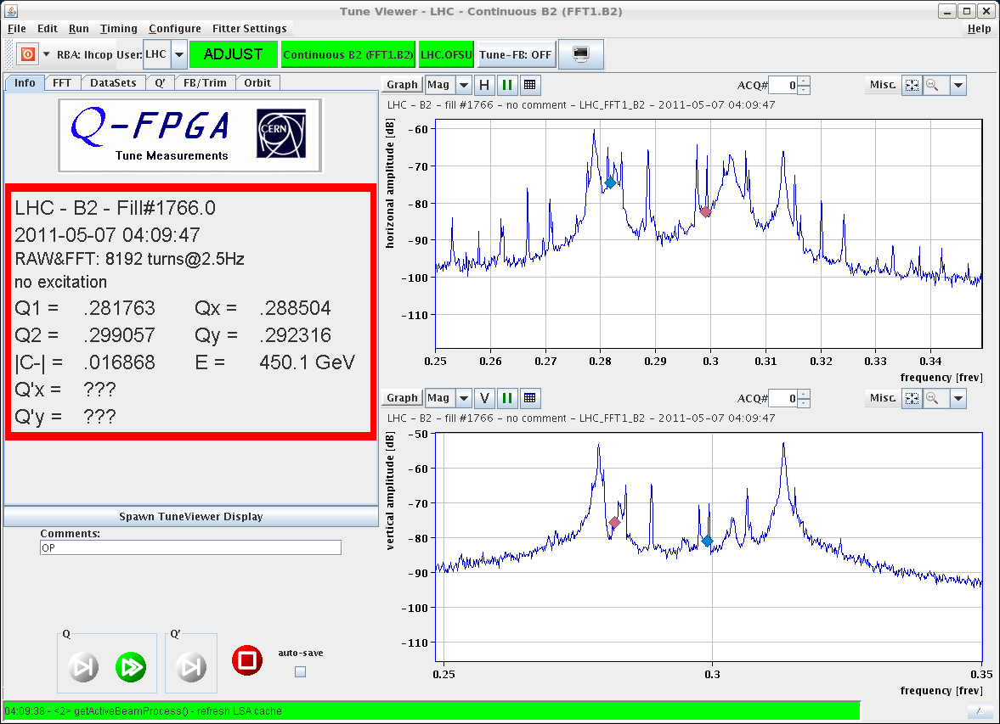 Tune Viewer - LHC - Continuous B2 (FFT1.B2)
File Edit Run Timing Configure Fitter Settings Help
RBA: lhcop User: LHC ADJUST Continuous B2 (FFT1.B2) LHC.OFSU Tune-FB: OFF
Info FFT DataSets Q' FB/Trim Orbit
Q-FPGA
Tune Measurements
CERN
LHC - B2 - Fill#1766.0
2011-05-07 04:09:47
RAW&FFT: 8192 turns@2.5Hz
no excitation
Q1 = .281763 Qx = .288504
Q2 = .299057 Qy = .292316
|C-| = .016868 E = 450.1 GeV
Q'x = ???
Q'y = ???
Spawn TuneViewer Display
Comments:
OP
Q Q'
auto-save
04:09:38 - <2> getActiveBeamProcess() - refresh LSA cache
Graph Mag H ACQ# 0 Misc.
LHC - B2 - fill #1766 - no comment - LHC_FFT1_B2 - 2011-05-07 04:09:47
horizonal amplitude [dB]
-60
-70
-80
-90
-100
-110
0.25 0.26 0.27 0.28 0.29 0.3 0.31 0.32 0.33 0.34
frequency [frev]
Graph Mag V ACQ# 0 Misc.
LHC - B2 - fill #1766 - no comment - LHC_FFT1_B2 - 2011-05-07 04:09:47
vertical amplitude [dB]
-50
-60
-70
-80
-90
-100
-110
0.25 0.3 0.35
frequency [frev]